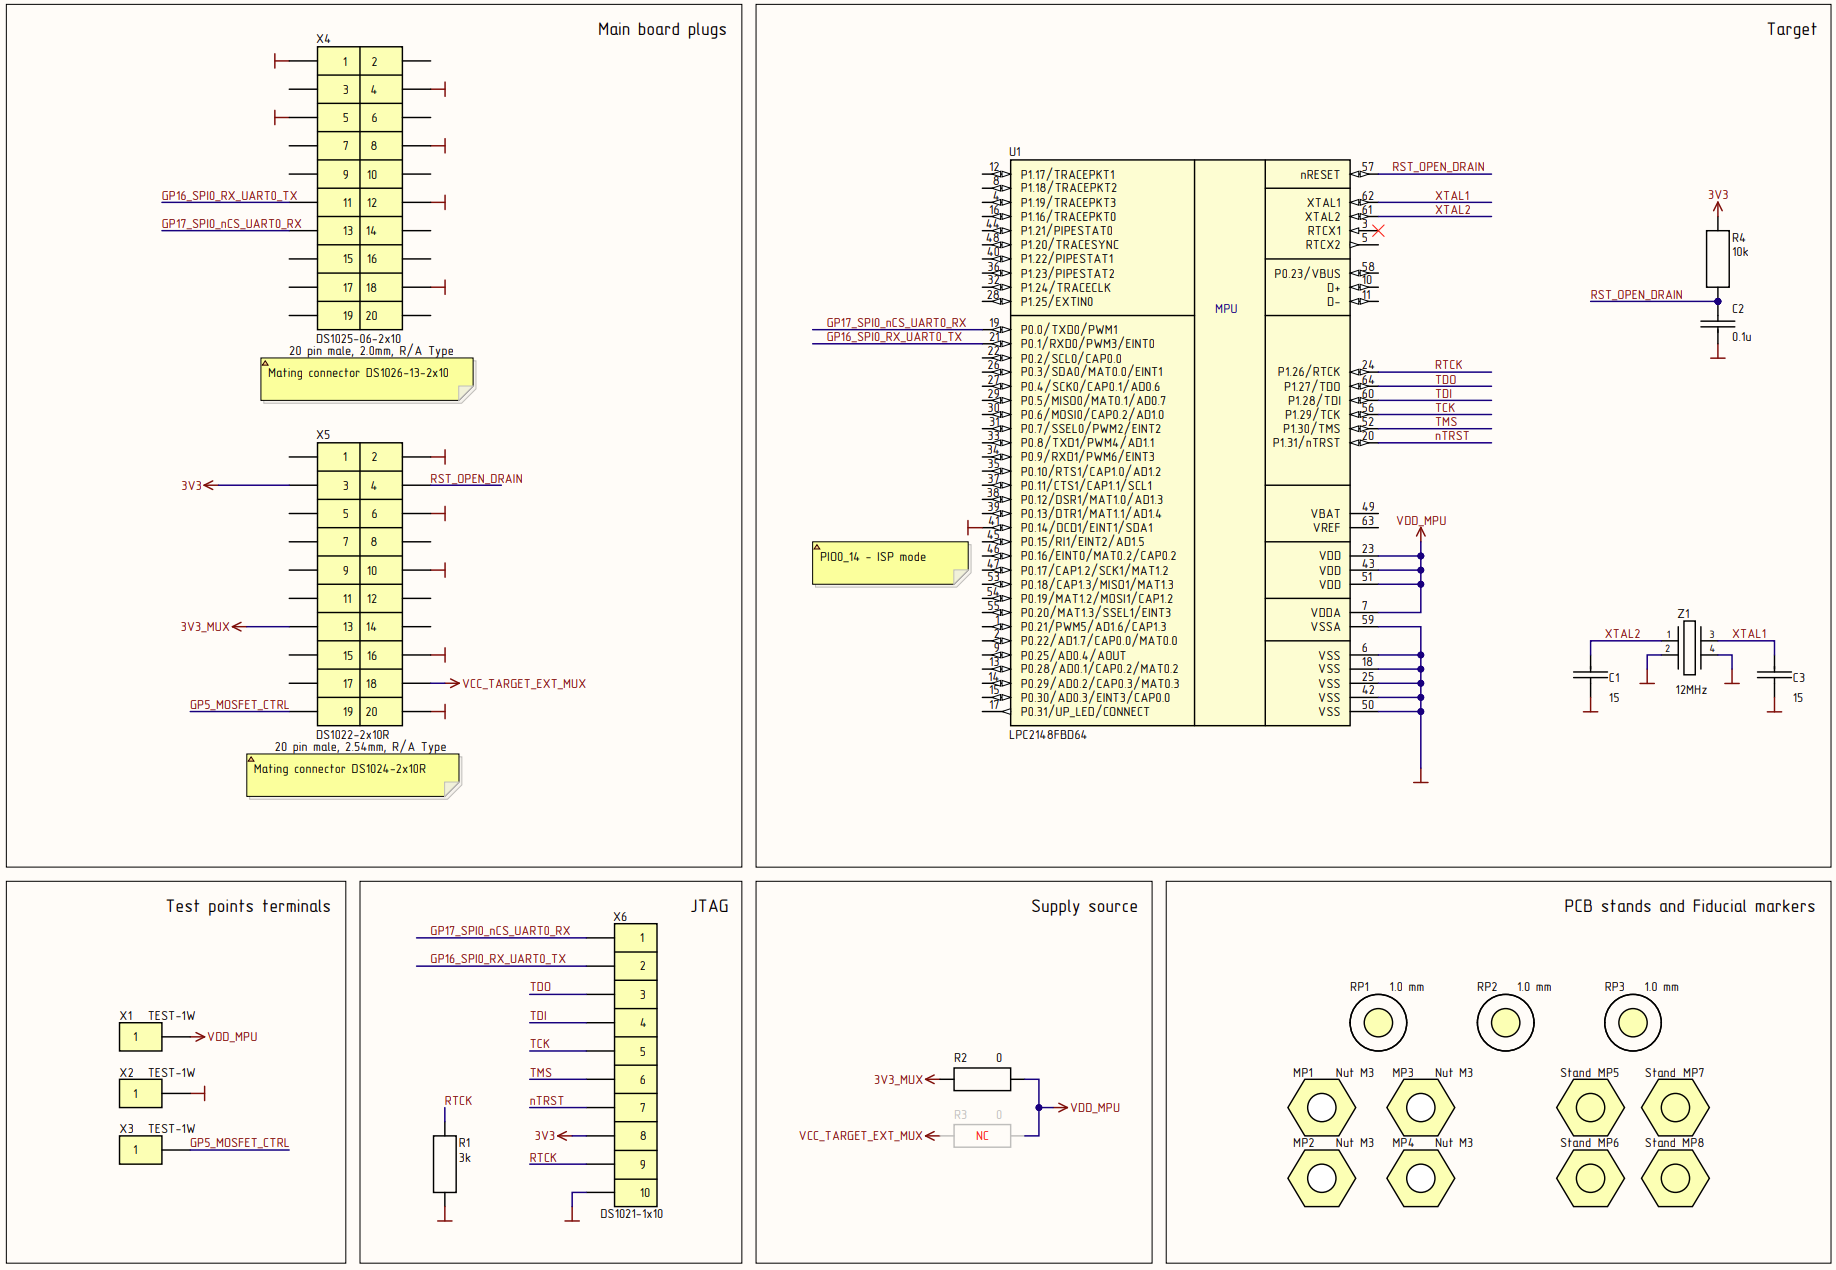 Main board plugs
X4
1 2
3 4
5 6
7 8
9 10
GP16_SPI0_RX_UART0_TX
11 12
GP17_SPI0_nCS_UART0_RX
13 14
15 16
17 18
19 20
DS1025-06-2x10
20 pin male, 2.0mm, R/A Type
Mating connector DS1026-13-2x10
X5
1 2
3V3
3 4
RST_OPEN_DRAIN
5 6
7 8
9 10
11 12
3V3_MUX
13 14
15 16
17 18
VCC_TARGET_EXT_MUX
GP5_MOSFET_CTRL
19 20
DS1022-2x10R
20 pin male, 2.54mm, R/A Type
Mating connector DS1024-2x10R
Target
U1
12 P1.17/TRACEPKT1
8 P1.18/TRACEPKT2
4 P1.19/TRACEPKT3
16 P1.16/TRACEPKT0
44 P1.21/PIPESTAT0
48 P1.20/TRACESYNC
40 P1.22/PIPESTAT1
36 P1.23/PIPESTAT2
32 P1.24/TRACECLK
28 P1.25/EXTIN0
GP17_SPI0_nCS_UART0_RX 19 P0.0/TXD0/PWM1
GP16_SPI0_RX_UART0_TX 21 P0.1/RXD0/PWM3/EINT0
22 P0.2/SCL0/CAP0.0
26 P0.3/SDA0/MAT0.0/EINT1
27 P0.4/SCK0/CAP0.1/AD0.6
29 P0.5/MISO0/MAT0.1/AD0.7
30 P0.6/MOSI0/CAP0.2/AD1.0
31 P0.7/SSEL0/PWM2/EINT2
33 P0.8/TXD1/PWM4/AD1.1
34 P0.9/RXD1/PWM6/EINT3
35 P0.10/RTS1/CAP1.0/AD1.2
37 P0.11/CTS1/CAP1.1/SCL1
38 P0.12/DSR1/MAT1.0/AD1.3
39 P0.13/DTR1/MAT1.1/AD1.4
41 P0.14/DCD1/EINT1/SDA1
45 P0.15/RI1/EINT2/AD1.5
46 P0.16/EINT0/MAT0.2/CAP0.2
47 P0.17/CAP1.2/SCK1/MAT1.2
53 P0.18/CAP1.3/MISO1/MAT1.3
54 P0.19/MAT1.2/MOSI1/CAP1.2
55 P0.20/MAT1.3/SSEL1/EINT3
1 P0.21/PWM5/AD1.6/CAP1.3
2 P0.22/AD1.7/CAP0.0/MAT0.0
9 P0.25/AD0.4/AOUT
13 P0.28/AD0.1/CAP0.2/MAT0.2
14 P0.29/AD0.2/CAP0.3/MAT0.3
15 P0.30/AD0.3/EINT3/CAP0.0
17 P0.31/UP_LED/CONNECT
LPC2148FBD64
PIO0_14 - ISP mode
MPU
nRESET 57 RST_OPEN_DRAIN
XTAL1 62 XTAL1
XTAL2 61 XTAL2
RTCX1 3
RTCX2 5
P0.23/VBUS 58
D+ 10
D- 11
P1.26/RTCK 24 RTCK
P1.27/TDO 64 TDO
P1.28/TDI 60 TDI
P1.29/TCK 56 TCK
P1.30/TMS 52 TMS
P1.31/nTRST 20 nTRST
VBAT 49
VREF 63
VDD_MPU
VDD 23
VDD 43
VDD 51
VDDA 7
VSSA 59
VSS 6
VSS 18
VSS 25
VSS 42
VSS 50
3V3
R4
10k
RST_OPEN_DRAIN
C2
0.1u
Z1
XTAL2 1 3 XTAL1
2 4
C1
15
12MHz
C3
15
Test points terminals
X1 TEST-1W
1 VDD_MPU
X2 TEST-1W
1
X3 TEST-1W
1 GP5_MOSFET_CTRL
JTAG
X6
GP17_SPI0_nCS_UART0_RX 1
GP16_SPI0_RX_UART0_TX 2
TDO 3
TDI 4
TCK 5
TMS 6
nTRST 7
3V3 8
RTCK 9
10
DS1021-1x10
RTCK
R1
3k
Supply source
R2 0
3V3_MUX
VDD_MPU
R3 0
VCC_TARGET_EXT_MUX NC
PCB stands and Fiducial markers
RP1 1.0 mm
RP2 1.0 mm
RP3 1.0 mm
MP1 Nut M3
MP3 Nut M3
Stand MP5
Stand MP7
MP2 Nut M3
MP4 Nut M3
Stand MP6
Stand MP8